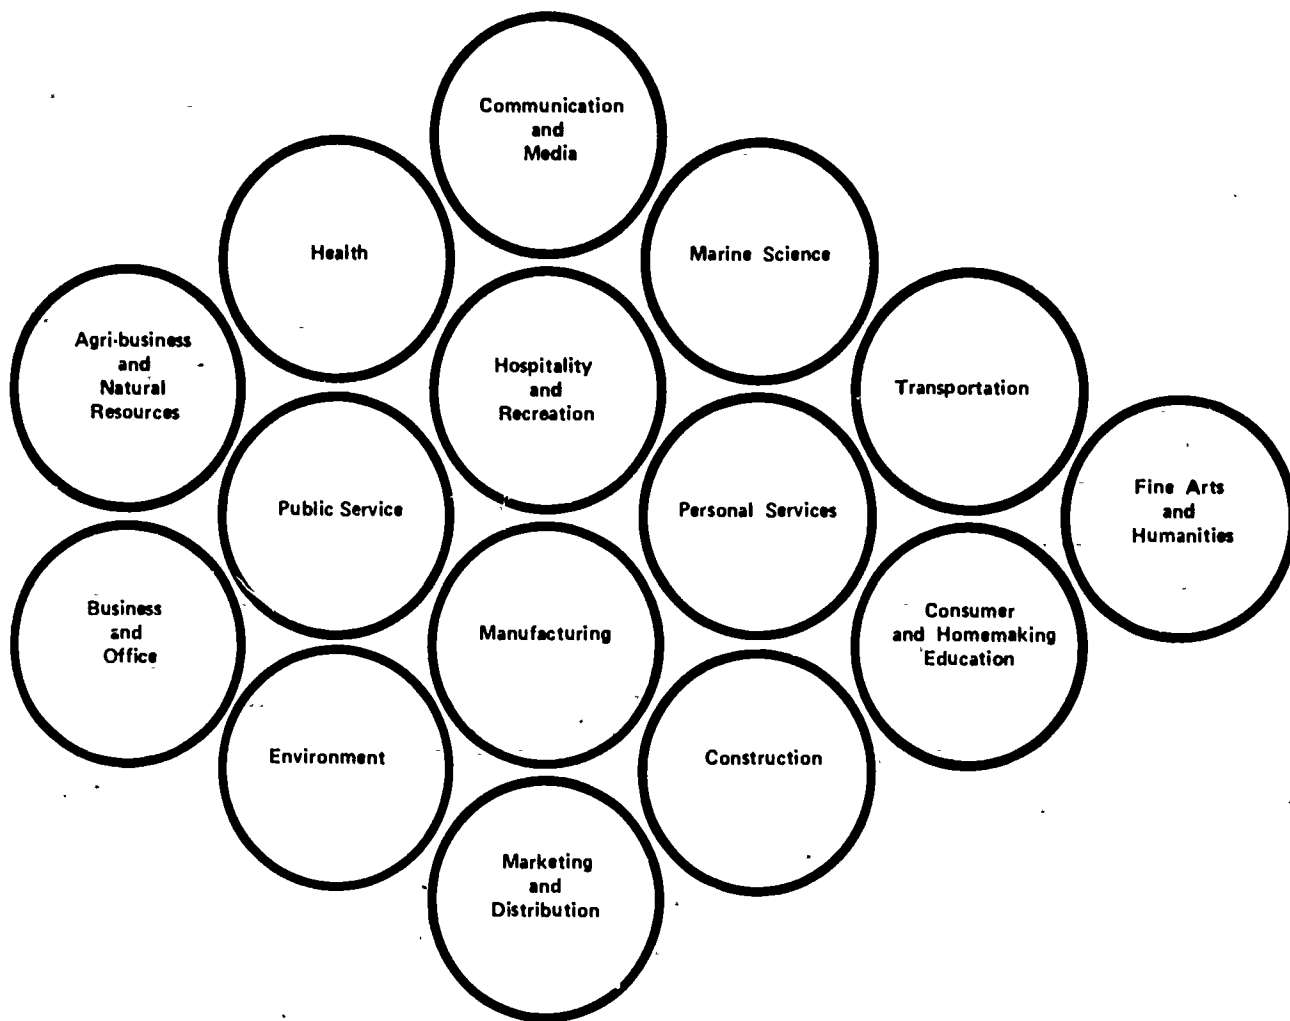 Communication
and
Media
Health
Marine Science
Agri-business
and
Natural
Resources
Hospitality
and
Recreation
Transportation
Public Service
Personal Services
Fine Arts
and
Humanities
Business
and
Office
Manufacturing
Consumer
and Homemaking
Education
Environment
Construction
Marketing
and
Distribution